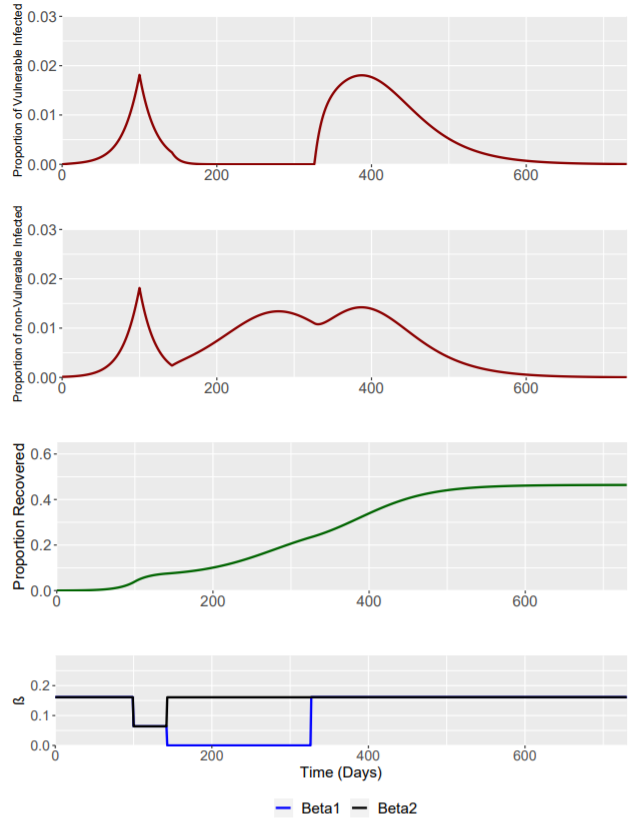 Proportion of Vulnerable Infected
0.03
0.02
0.01
0.00
0 200 400 600
Proportion of non-Vulnerable Infected
0.03
0.02
0.01
0.00
0 200 400 600
Proportion Recovered
0.6
0.4
0.2
0.0
0 200 400 600
ß
0.2
0.1
0.0
0 200 400 600
Time (Days)
Beta1 Beta2